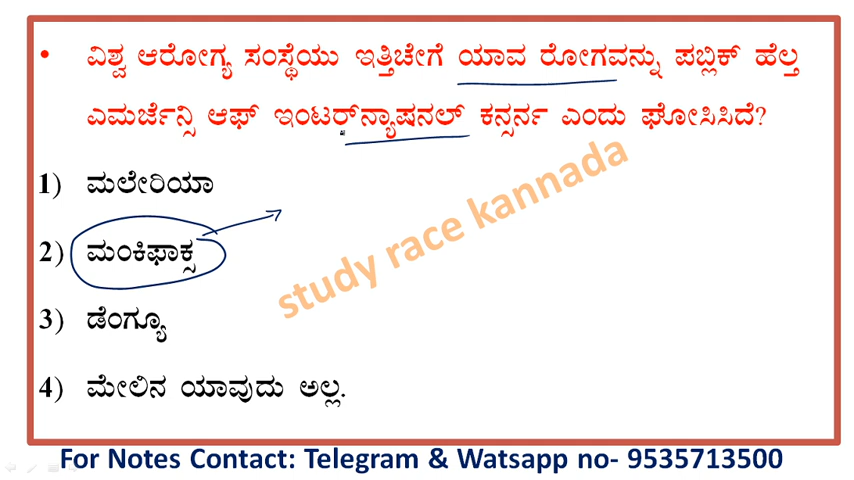 • ವಿಶ್ವ ಆರೋಗ್ಯ ಸಂಸ್ಥೆಯು ಇತ್ತಿಚೇಗೆ ಯಾವ ರೋಗವನ್ನು ಪಬ್ಲಿಕ್ ಹೆಲ್ತ
ಎಮರ್ಜೆನ್ಸಿ ಆಫ್ ಇಂಟರ್‍ನ್ಯಾಷನಲ್ ಕನ್ಸರ್ನ ಎಂದು ಘೋಸಿಸಿದೆ?
1) ಮಲೇರಿಯಾ
2) ಮಂಕಿಫಾಕ್ಸ
3) ಡೆಂಗ್ಯೂ
4) ಮೇಲಿನ ಯಾವುದು ಅಲ್ಲ.
study race kannada
For Notes Contact: Telegram & Watsapp no- 9535713500